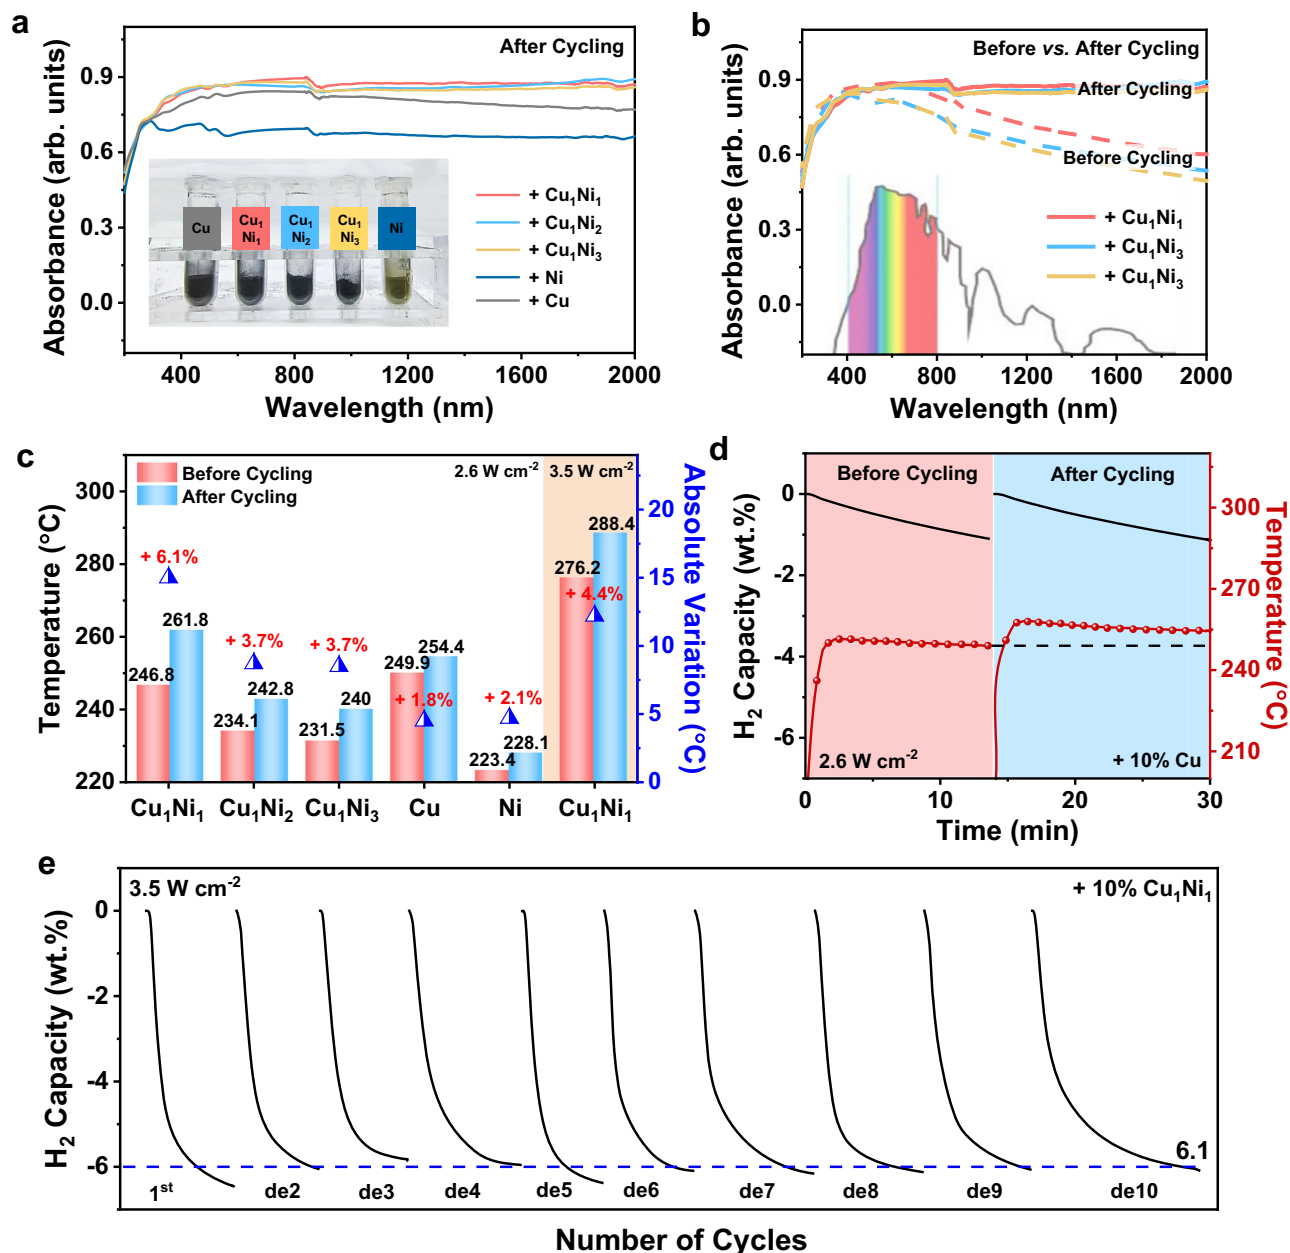 a
After Cycling
Absorbance (arb. units)
0.9
0.6
0.3
0.0
Cu
Cu1 Ni1
Cu1 Ni2
Cu1 Ni3
Ni
+ Cu1Ni1
+ Cu1Ni2
+ Cu1Ni3
+ Ni
+ Cu
400 800 1200 1600 2000
Wavelength (nm)
b
Before vs. After Cycling
After Cycling
Before Cycling
Absorbance (arb. units)
0.9
0.6
0.3
0.0
+ Cu1Ni1
+ Cu1Ni3
+ Cu1Ni3
400 800 1200 1600 2000
Wavelength (nm)
c
Before Cycling
After Cycling
2.6 W cm-2
3.5 W cm-2
Temperature (°C)
300
280
260
240
220
+ 6.1%
246.8
261.8
+ 3.7%
234.1
242.8
+ 3.7%
231.5
240
249.9
254.4
+ 1.8%
+ 2.1%
223.4
228.1
276.2
288.4
+ 4.4%
20
15
10
5
0
Absolute Variation (°C)
Cu1Ni1 Cu1Ni2 Cu1Ni3 Cu Ni Cu1Ni1
d
Before Cycling
After Cycling
H2 Capacity (wt.%)
0
-2
-4
-6
300
270
240
210
Temperature (°C)
2.6 W cm-2
+ 10% Cu
0 10 20 30
Time (min)
e
3.5 W cm-2
+ 10% Cu1Ni1
H2 Capacity (wt.%)
0
-2
-4
-6
6.1
1st de2 de3 de4 de5 de6 de7 de8 de9 de10
Number of Cycles